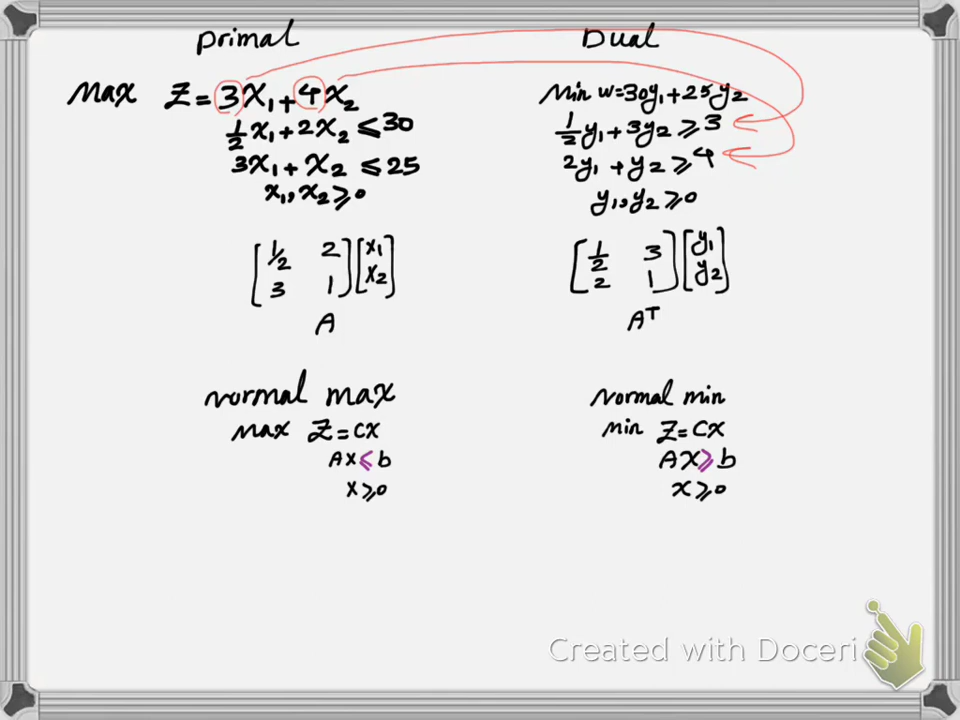 Primal
Max Z = 3X₁ + 4X₂
½X₁ + 2X₂ ≤ 30
3X₁ + X₂ ≤ 25
X₁, X₂ ≥ 0
[½ 2] [X₁]
[3 1] [X₂]
A
Dual
Min w = 30y₁ + 25y₂
½y₁ + 3y₂ ≥ 3
2y₁ + y₂ ≥ 4
y₁, y₂ ≥ 0
[½ 3] [y₁]
[2 1] [y₂]
Aᵀ
normal max
max Z = CX
AX ≤ b
X ≥ 0
normal min
min Z = CX
AX ≥ b
X ≥ 0
Created with Doceri